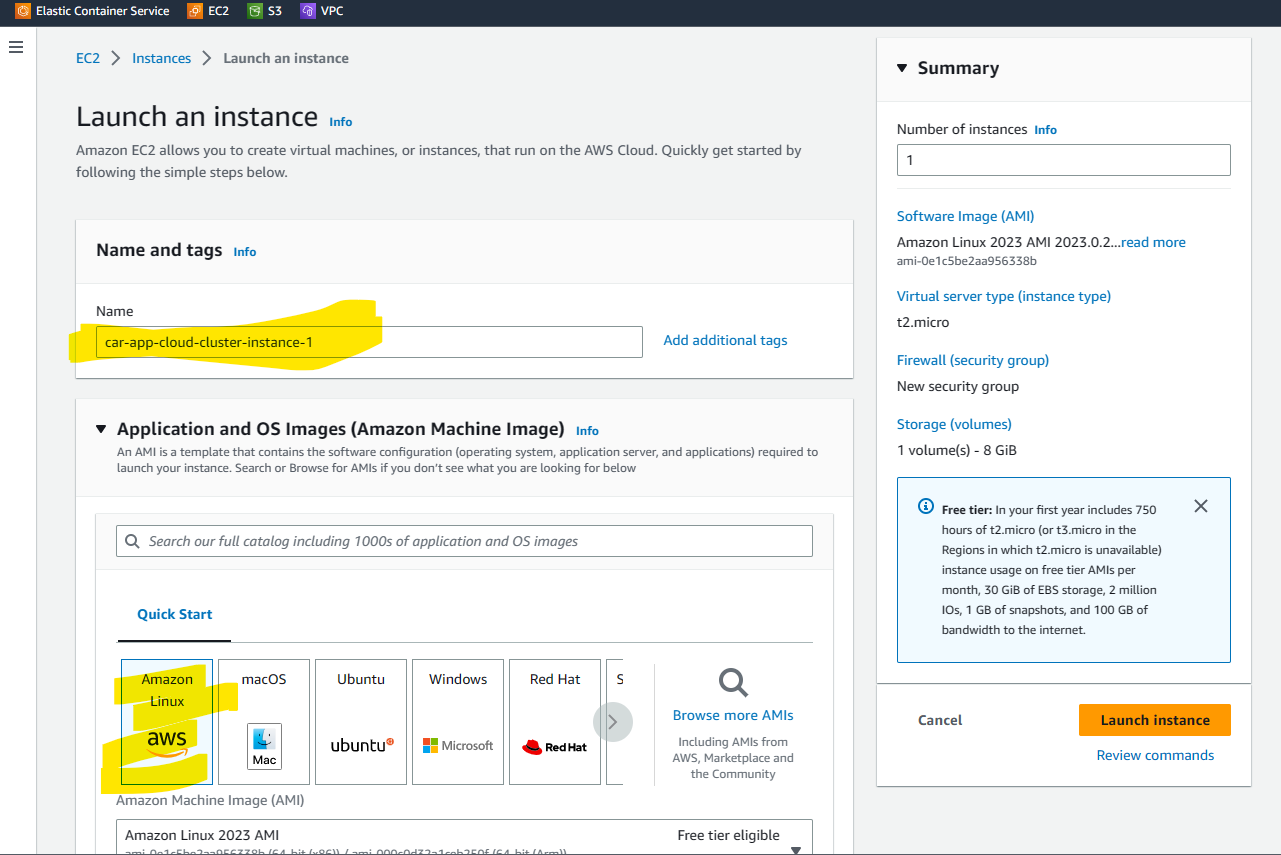 Elastic Container Service EC2 S3 VPC
EC2 > Instances > Launch an instance
Launch an instance Info
Amazon EC2 allows you to create virtual machines, or instances, that run on the AWS Cloud. Quickly get started by
following the simple steps below.
Name and tags Info
Name
car-app-cloud-cluster-instance-1
Add additional tags
Application and OS Images (Amazon Machine Image) Info
An AMI is a template that contains the software configuration (operating system, application server, and applications) required to
launch your instance. Search or Browse for AMIs if you don't see what you are looking for below
Search our full catalog including 1000s of application and OS images
Quick Start
Amazon
Linux
aws
macOS
Mac
Ubuntu
ubuntu
Windows
Microsoft
Red Hat
Red Hat
S
Browse more AMIs
Including AMIs from
AWS, Marketplace and
the Community
Amazon Machine Image (AMI)
Amazon Linux 2023 AMI
Free tier eligible
ami-0e1c5be2aa956338b (64-bit (x86)) / (64-bit (Arm))
Summary
Number of instances Info
1
Software Image (AMI)
Amazon Linux 2023 AMI 2023.0.2...read more
ami-0e1c5be2aa956338b
Virtual server type (instance type)
t2.micro
Firewall (security group)
New security group
Storage (volumes)
1 volume(s) - 8 GiB
Free tier: In your first year includes 750
hours of t2.micro (or t3.micro in the
Regions in which t2.micro is unavailable)
instance usage on free tier AMIs per
month, 30 GiB of EBS storage, 2 million
IOs, 1 GB of snapshots, and 100 GB of
bandwidth to the internet.
Cancel
Launch instance
Review commands